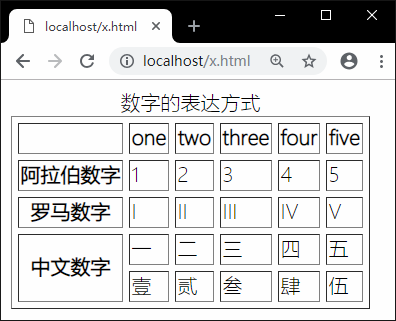 localhost/x.html
localhost/x.html
数字的表达方式
one two three four five
阿拉伯数字 1 2 3 4 5
罗马数字 I II III IV V
中文数字 一 二 三 四 五
壹 贰 叁 肆 伍